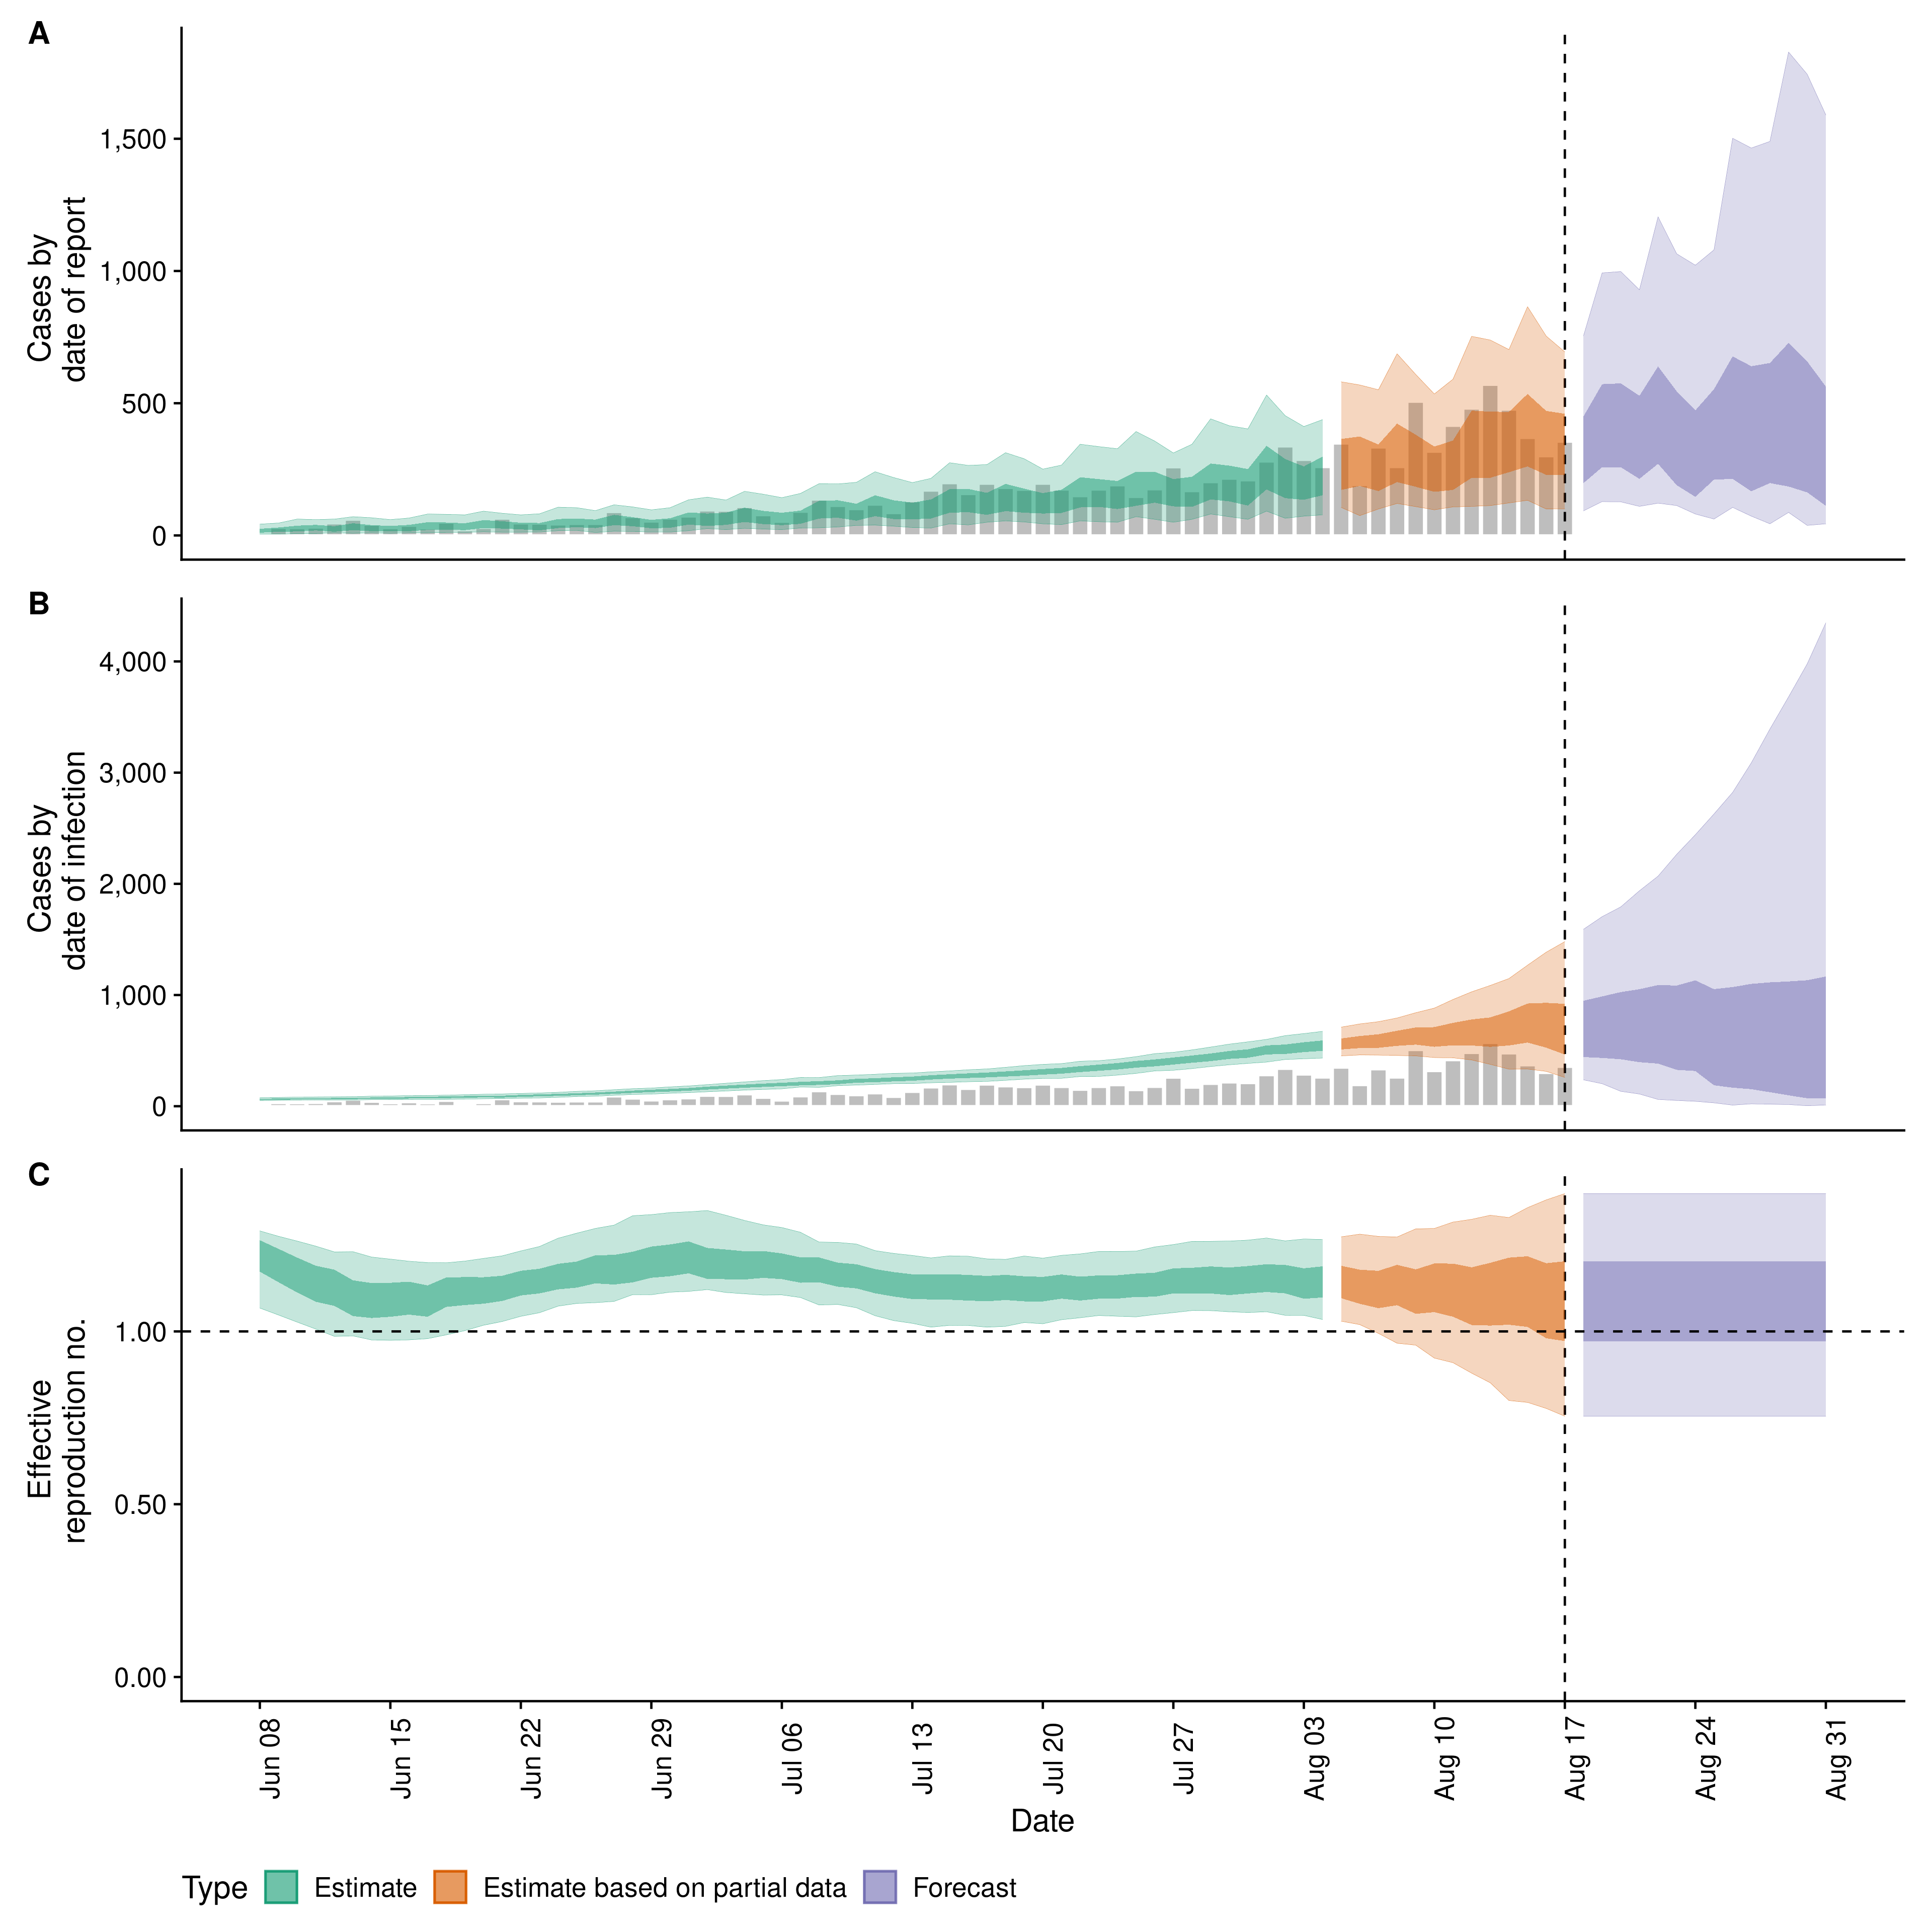 A
Cases by
date of report
1,500
1,000
500
0
B
Cases by
date of infection
4,000
3,000
2,000
1,000
0
C
Effective
reproduction no.
1.00
0.50
0.00
Jun 08
Jun 15
Jun 22
Jun 29
Jul 06
Jul 13
Jul 20
Jul 27
Aug 03
Aug 10
Aug 17
Aug 24
Aug 31
Date
Type Estimate Estimate based on partial data Forecast